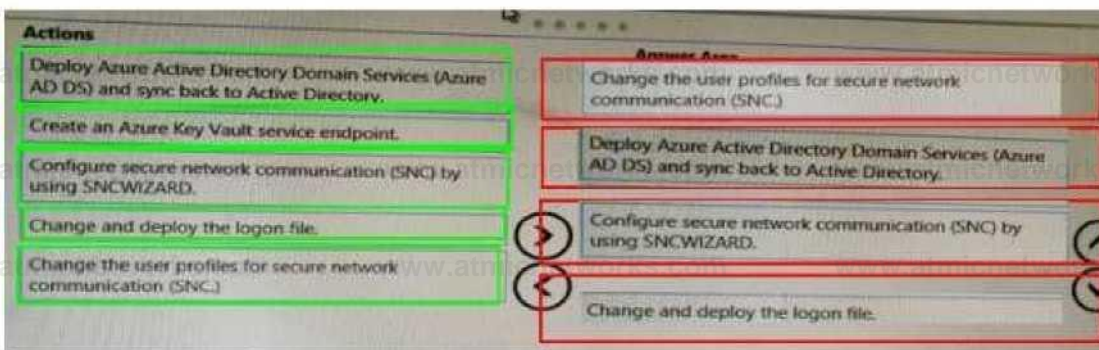 Actions
Deploy Azure Active Directory Domain Services (Azure
AD DS) and sync back to Active Directory.
Create an Azure Key Vault service endpoint.
Configure secure network communication (SNC) by
using SNCWIZARD.
Change and deploy the logon file.
Change the user profiles for secure network
communication (SNC.)
Answer Area
Change the user profiles for secure network
communication (SNC.)
Deploy Azure Active Directory Domain Services (Azure
AD DS) and sync back to Active Directory.
Configure secure network communication (SNC) by
using SNCWIZARD.
Change and deploy the logon file.